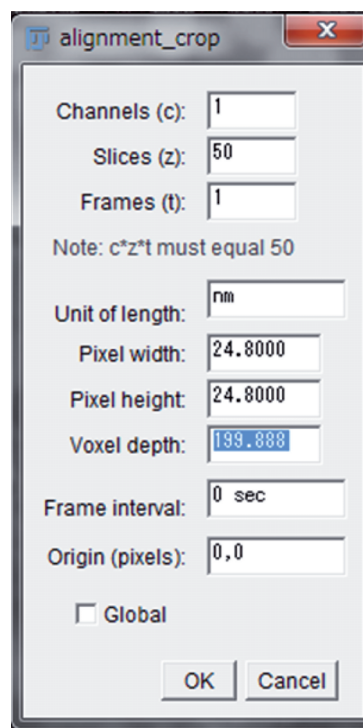 alignment_crop
Channels (c): 1
Slices (z): 50
Frames (t): 1
Note: c*z*t must equal 50
Unit of length: nm
Pixel width: 24.8000
Pixel height: 24.8000
Voxel depth: 199.888
Frame interval: 0 sec
Origin (pixels): 0,0
Global
OK Cancel